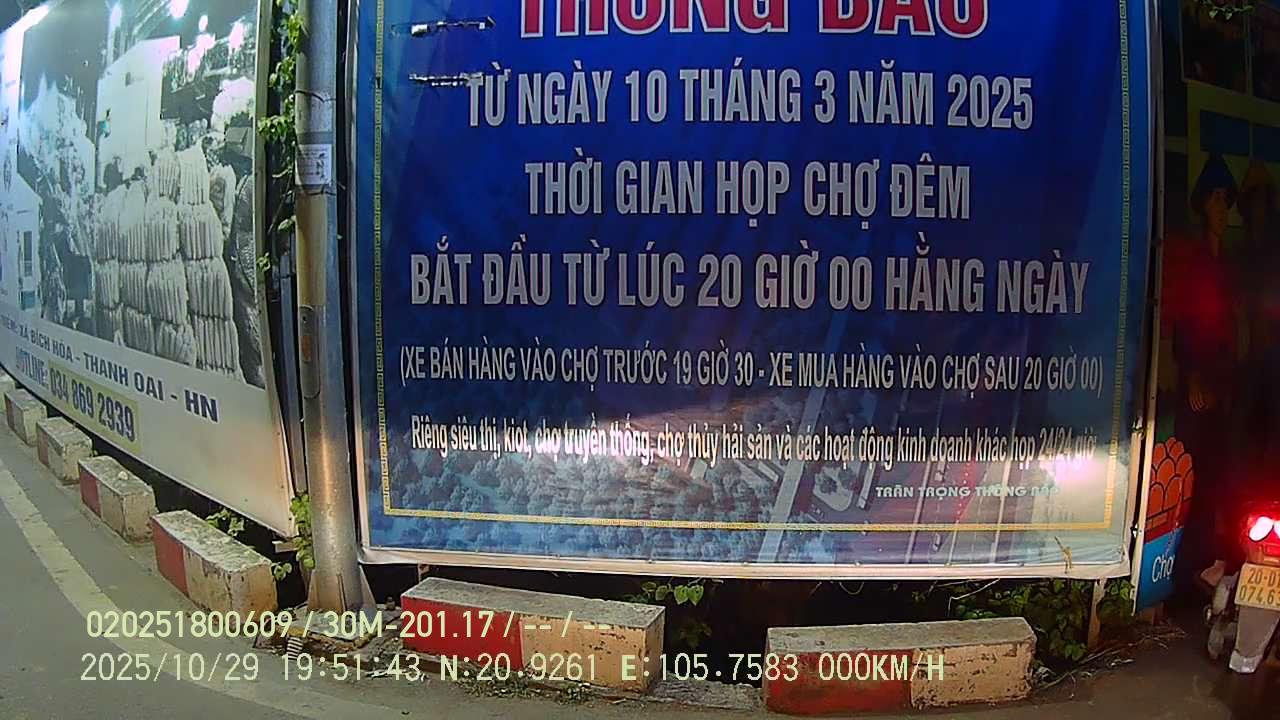 THÔNG BÁO
TỪ NGÀY 10 THÁNG 3 NĂM 2025
THỜI GIAN HỌP CHỢ ĐÊM
BẮT ĐẦU TỪ LÚC 20 GIỜ 00 HẰNG NGÀY
(XE BÁN HÀNG VÀO CHỢ TRƯỚC 19 GIỜ 30 - XE MUA HÀNG VÀO CHỢ SAU 20 GIỜ 00)
Riêng siêu thị, kiot, chợ truyền thống, chợ thủy hải sản và các hoạt động kinh doanh khác họp 24/24 giờ
TRÂN TRỌNG THÔNG BÁO
XÃ BÍCH HÒA - THANH OAI - HN
HOTLINE: 034 869 2939
Chợ
020251800609 / 30M-201.17 / -- / --
2025/10/29 19:51:43 N:20.9261 E:105.7583 000KM/H